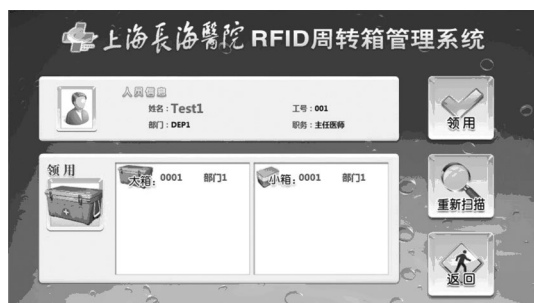 上海長海醫院 RFID周转箱管理系统
人员信息
姓名：Test1 工号：001
部门：DEP1 职务：主任医师
领用
领用
大箱：0001 部门1
小箱：0001 部门1
重新扫描
返回